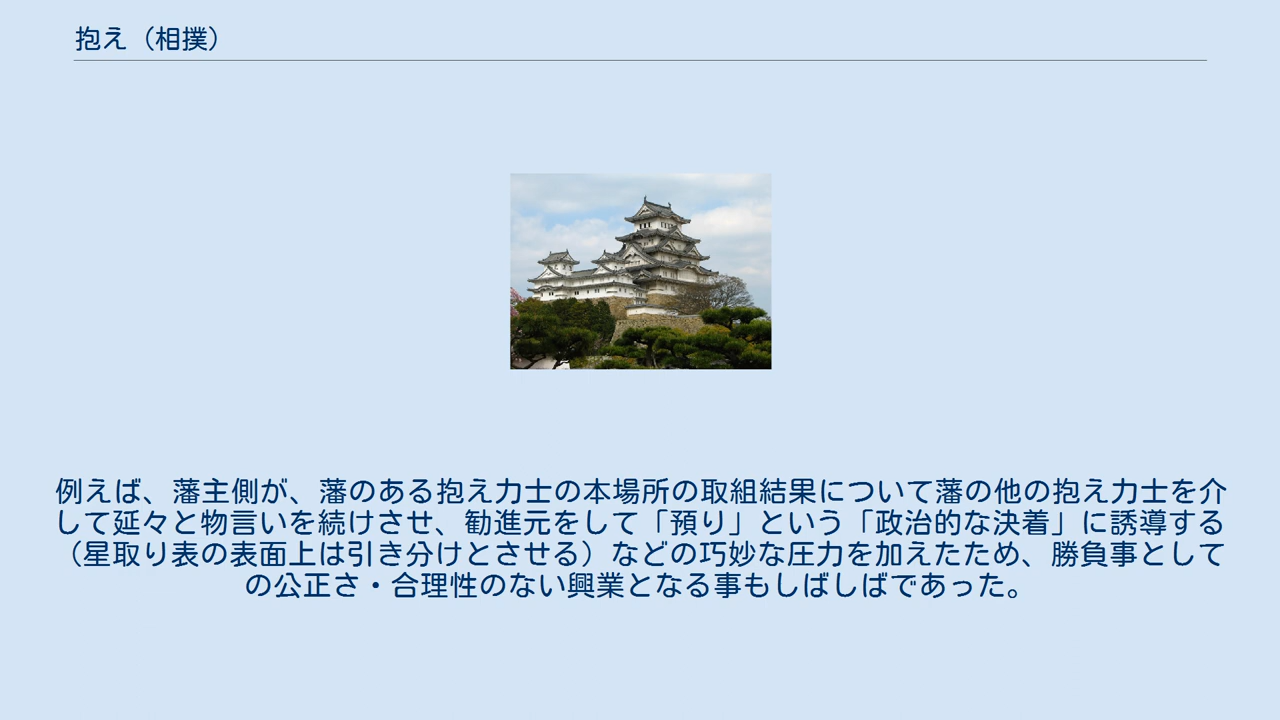 抱え（相撲）
例えば、藩主側が、藩のある抱え力士の本場所の取組結果について藩の他の抱え力士を介
して延々と物言いを続けさせ、勧進元をして「預り」という「政治的な決着」に誘導する
（星取り表の表面上は引き分けとさせる）などの巧妙な圧力を加えたため、勝負事として
の公正さ・合理性のない興業となる事もしばしばであった。